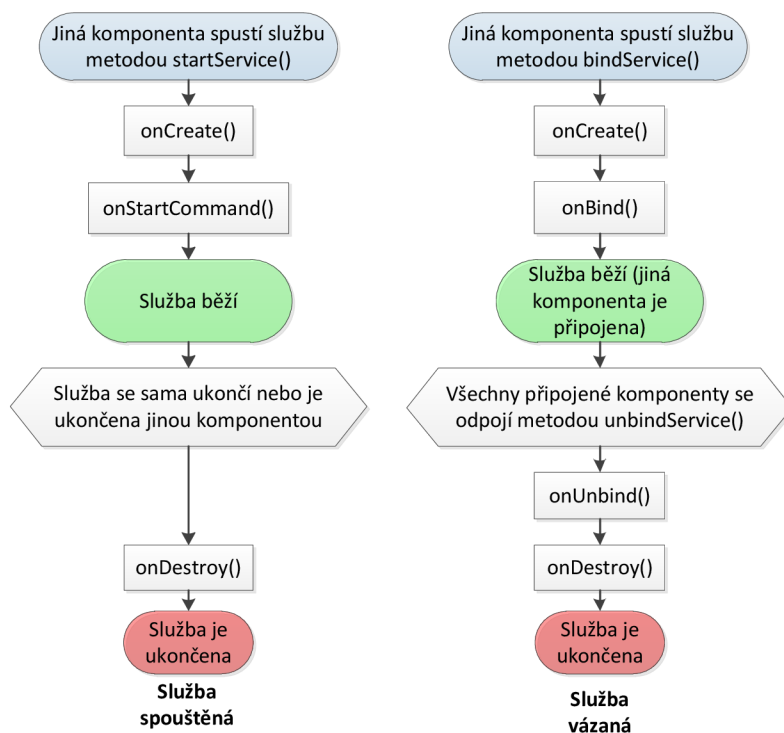 Jiná komponenta spustí službu
metodou startService()
onCreate()
onStartCommand()
Služba běží
Služba se sama ukončí nebo je
ukončena jinou komponentou
onDestroy()
Služba je
ukončena
Služba
spouštěná
Jiná komponenta spustí službu
metodou bindService()
onCreate()
onBind()
Služba běží (jiná
komponenta je
připojena)
Všechny připojené komponenty se
odpojí metodou unbindService()
onUnbind()
onDestroy()
Služba je
ukončena
Služba
vázaná